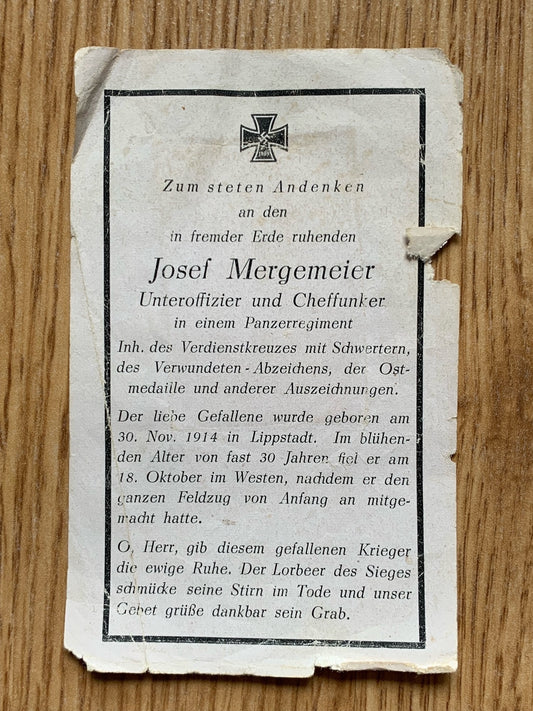 Zum steten Andenken
an den
in fremder Erde ruhenden
Josef Mergemeier
Unteroffizier und Cheffunker
in einem Panzerregiment
Inh. des Verdienstkreuzes mit Schwertern,
des Verwundeten-Abzeichens, der Ost-
medaille und anderer Auszeichnungen.
Der liebe Gefallene wurde geboren am
30. Nov. 1914 in Lippstadt. Im blühen-
den Alter von fast 30 Jahren fiel er am
18. Oktober im Westen, nachdem er den
ganzen Feldzug von Anfang an mitge-
macht hatte.
O, Herr, gib diesem gefallenen Krieger
die ewige Ruhe. Der Lorbeer des Sieges
schmücke seine Stirn im Tode und unser
Gebet grüße dankbar sein Grab.